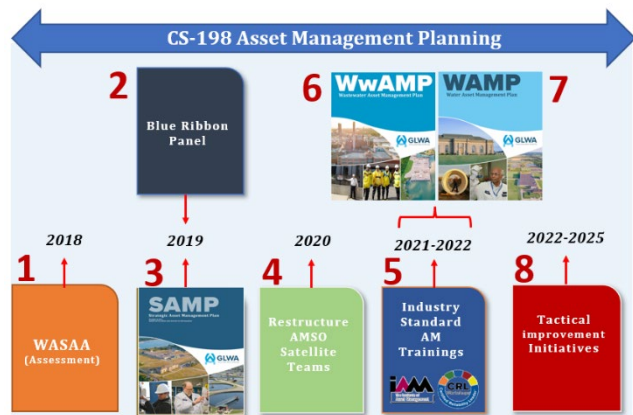 CS-198 Asset Management Planning
2
Blue Ribbon
Panel
6
WwAMP
Wastewater Asset Management Plan
GLWA
WAMP
Water Asset Management Plan
GLWA
7
2018
2019
2020
2021-2022
2022-2025
1
WASAA
(Assessment)
3
SAMP
Strategic Asset Management Plan
GLWA
4
Restructure
AMSO
Satellite
Teams
5
Industry
Standard
AM
Trainings
iAM
CRL
8
Tactical
improvement
Initiatives